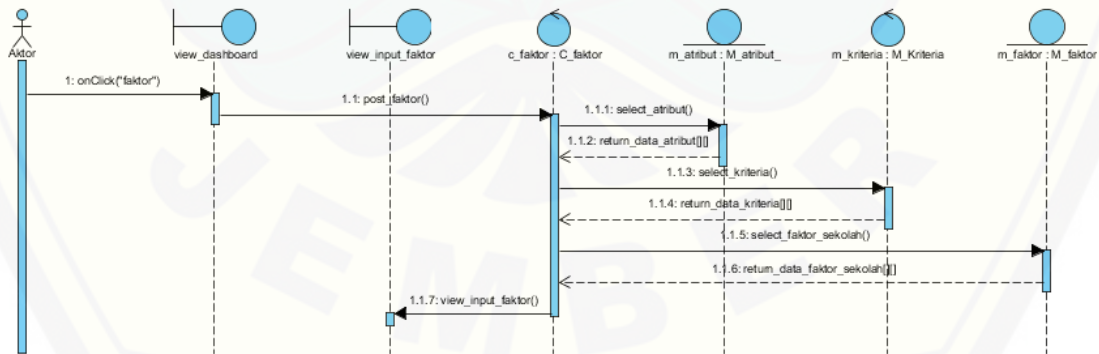 Aktor
view_dashboard
view_input_faktor
c_faktor : C_faktor
m_atribut : M_atribut_
m_kriteria : M_Kriteria
m_faktor : M_faktor
1: onClick("faktor")
1.1: post_faktor()
1.1.1: select_atribut()
1.1.2: return_data_atribut[][]
1.1.3: select_kriteria()
1.1.4: return_data_kriteria[][]
1.1.5: select_faktor_sekolah()
1.1.6: return_data_faktor_sekolah[][]
1.1.7: view_input_faktor()
JEMBER